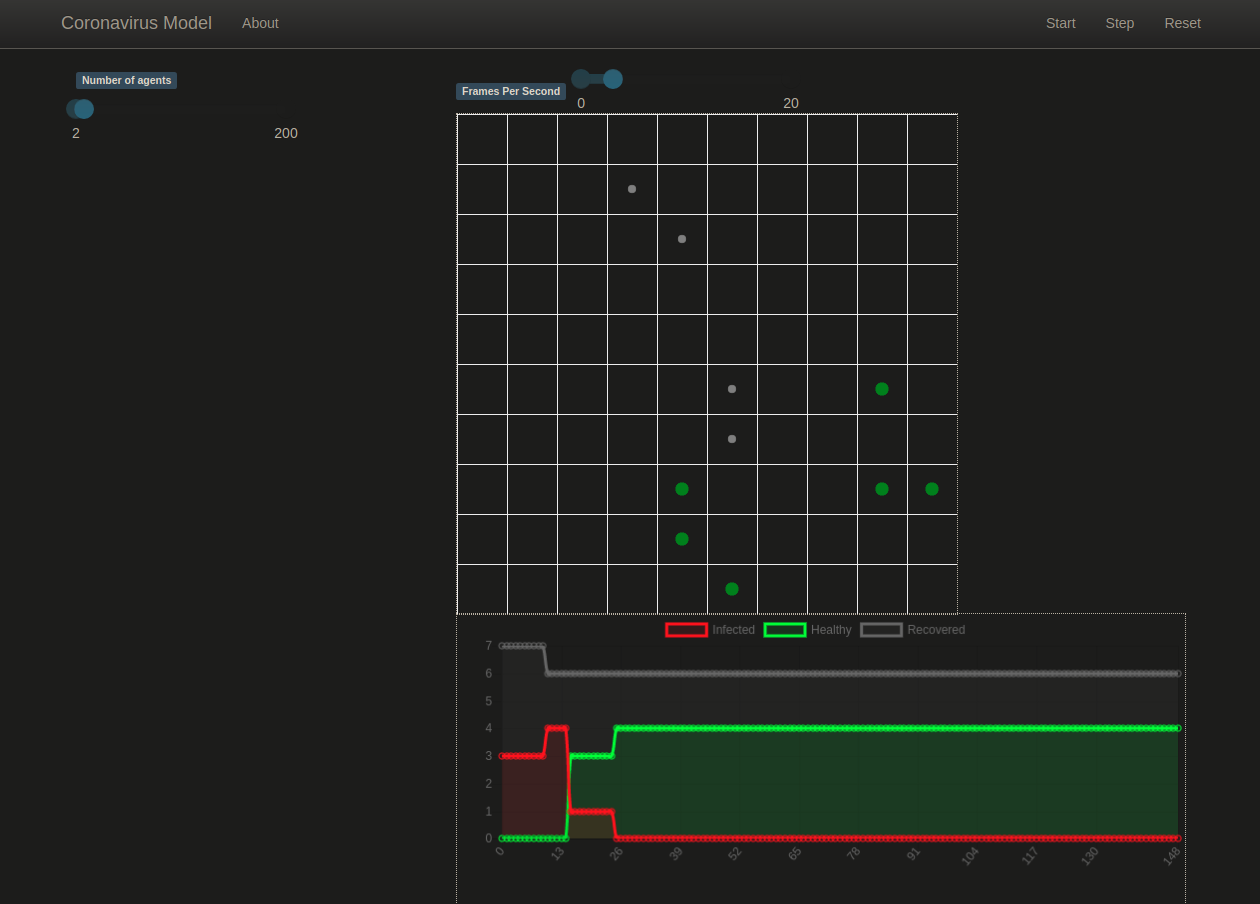 Coronavirus Model About Start Step Reset
Number of agents
2 200
Frames Per Second
0 20
Infected Healthy Recovered
7
6
5
4
3
2
1
0
0 13 26 39 52 65 78 91 104 117 130 148